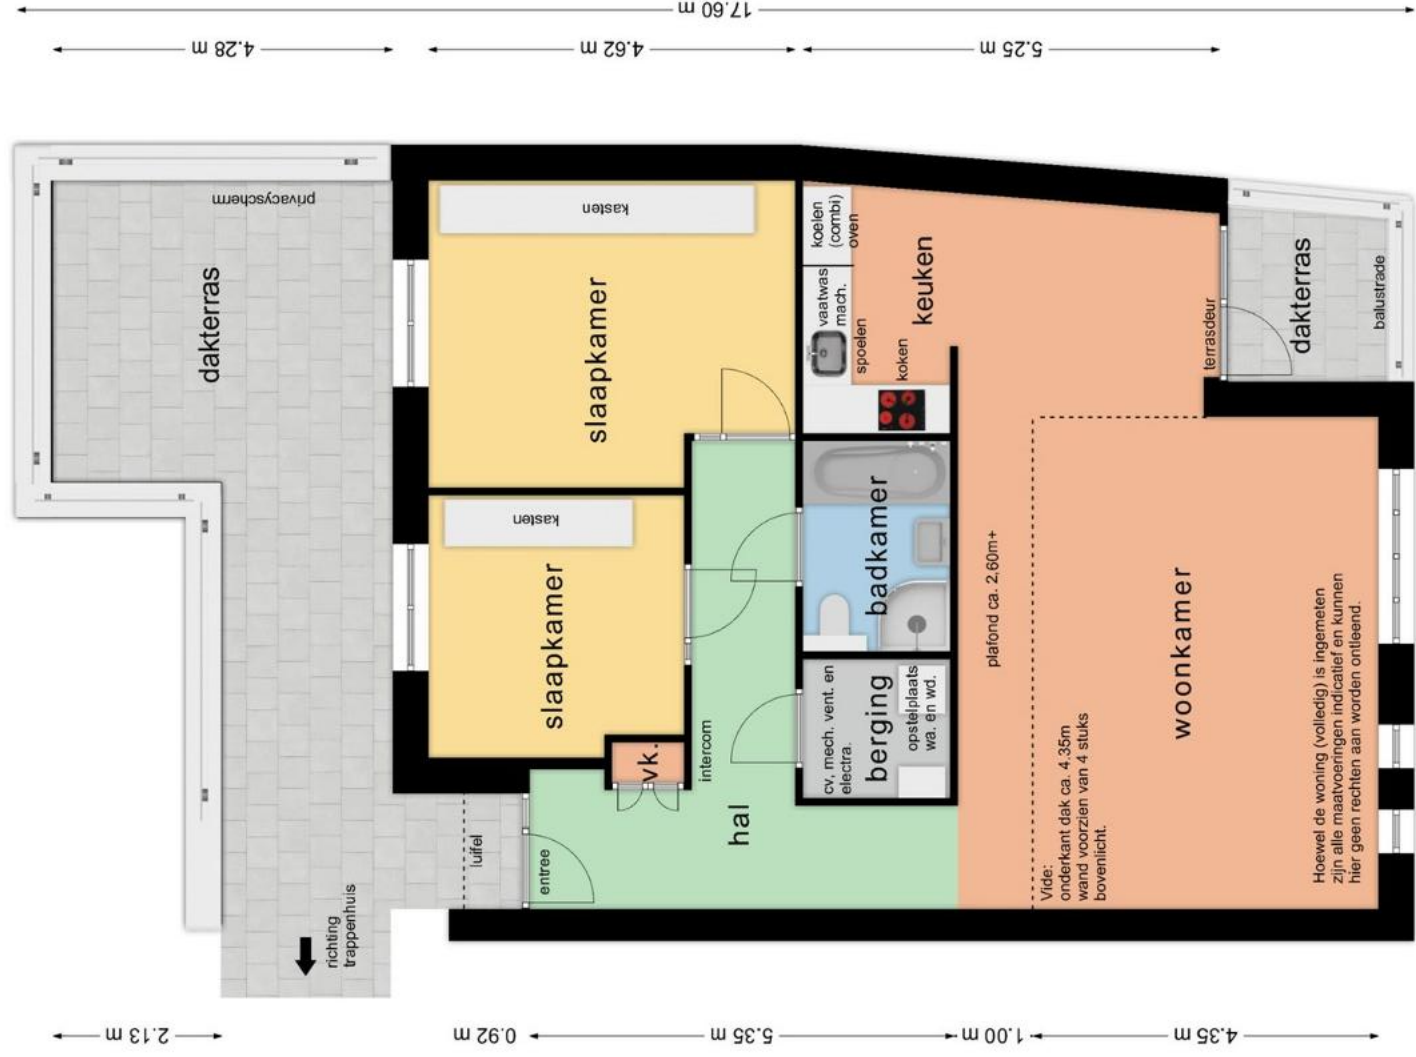 17.60 m
4.28 m
4.62 m
5.25 m
privacyscherm
dakterras
kasten
slaapkamer
koelen
(combi)
oven
vaatwas
mach.
spoelen
koken
keuken
terrasdeur
dakterras
balustrade
kasten
slaapkamer
badkamer
plafond ca. 2,60m+
woonkamer
vk.
intercom
cv, mech. vent. en
electra.
berging
opstelplaats
wa. en wd.
hal
luifel
entree
richting
trappenhuis
Vide:
onderkant dak ca. 4.35m
wand voorzien van 4 stuks
bovenlicht.
Hoewel de woning (volledig) is ingemeten
zijn alle maatvoeringen indicatief en kunnen
hier geen rechten aan worden ontleend.
2.13 m
0.92 m
5.35 m
1.00 m
4.35 m